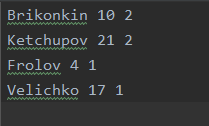 Brikonkin 10 2
Ketchupov 21 2
Frolov 4 1
Velichko 17 1